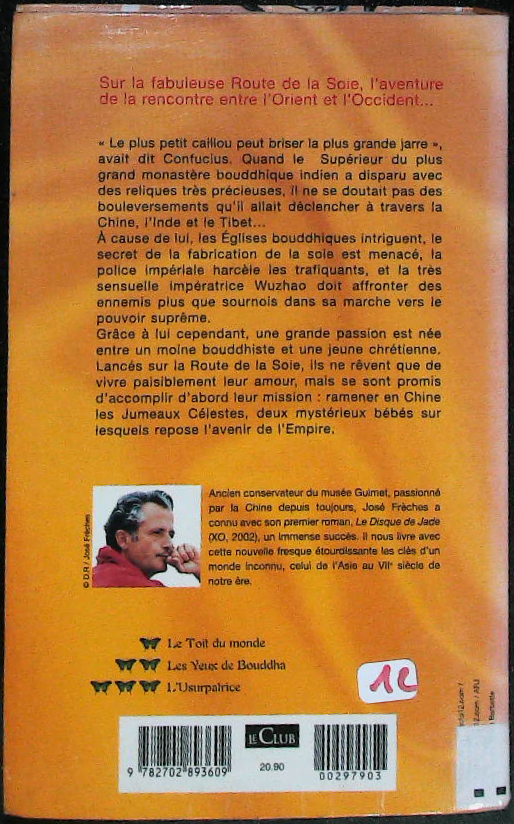 Sur la fabuleuse Route de la Soie, l'aventure
de la rencontre entre l'Orient et l'Occident...
« Le plus petit caillou peut briser la plus grande jarre »,
avait dit Confucius. Quand le Supérieur du plus
grand monastère bouddhique indien a disparu avec
des reliques très précieuses, il ne se doutait pas des
bouleversements qu'il allait déclencher à travers la
Chine, l'Inde et le Tibet...
À cause de lui, les Églises bouddhiques intriguent, le
secret de la fabrication de la soie est menacé, la
police impériale harcèle les trafiquants, et la très
sensuelle impératrice Wuzhao doit affronter des
ennemis plus que sournois dans sa marche vers le
pouvoir suprême.
Grâce à lui cependant, une grande passion est née
entre un moine bouddhiste et une jeune chrétienne.
Lancés sur la Route de la Soie, ils ne rêvent que de
vivre paisiblement leur amour, mais se sont promis
d'accomplir d'abord leur mission : ramener en Chine
les Jumeaux Célestes, deux mystérieux bébés sur
lesquels repose l'avenir de l'Empire.
© D.R / José Frèches
Ancien conservateur du musée Guimet, passionné
par la Chine depuis toujours, José Frèches a
connu avec son premier roman, Le Disque de Jade
(XO, 2002), un immense succès. Il nous livre avec
cette nouvelle fresque étourdissante les clés d'un
monde inconnu, celui de l'Asie au VIIe siècle de
notre ère.
Le Toit du monde
Les Yeux de Bouddha
L'Usurpatrice
12
LE CLUB
20.90
9 782702 893609
00297903